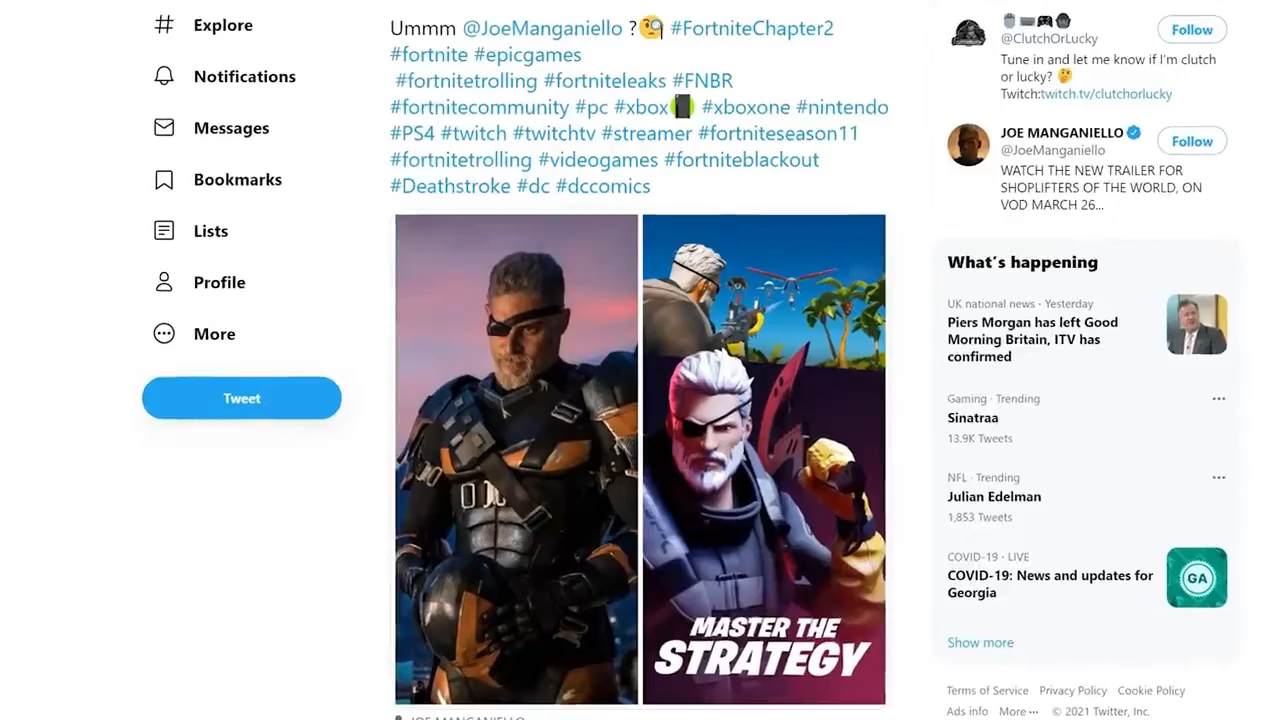 Explore
Notifications
Messages
Bookmarks
Lists
Profile
More
Tweet
Ummm @JoeManganiello ?🧐 #FortniteChapter2
#fortnite #epicgames
#fortnitetrolling #fortniteleaks #FNBR
#fortnitecommunity #pc #xbox #xboxone #nintendo
#PS4 #twitch #twitchtv #streamer #fortniteseason11
#fortnitetrolling #videogames #fortniteblackout
#Deathstroke #dc #dccomics
MASTER THE
STRATEGY
JOE MANGANIELLO
@ClutchOrLucky
Follow
Tune in and let me know if I'm clutch
or lucky? 🤔
Twitch:twitch.tv/clutchorlucky
JOE MANGANIELLO
@JoeManganiello
Follow
WATCH THE NEW TRAILER FOR
SHOPLIFTERS OF THE WORLD, ON
VOD MARCH 26...
What's happening
UK national news · Yesterday
Piers Morgan has left Good
Morning Britain, ITV has
confirmed
Gaming · Trending
Sinatraa
13.9K Tweets
NFL · Trending
Julian Edelman
1,853 Tweets
COVID-19 · LIVE
COVID-19: News and updates for
Georgia
GA
Show more
Terms of Service Privacy Policy Cookie Policy
Ads info More ··· © 2021 Twitter, Inc.